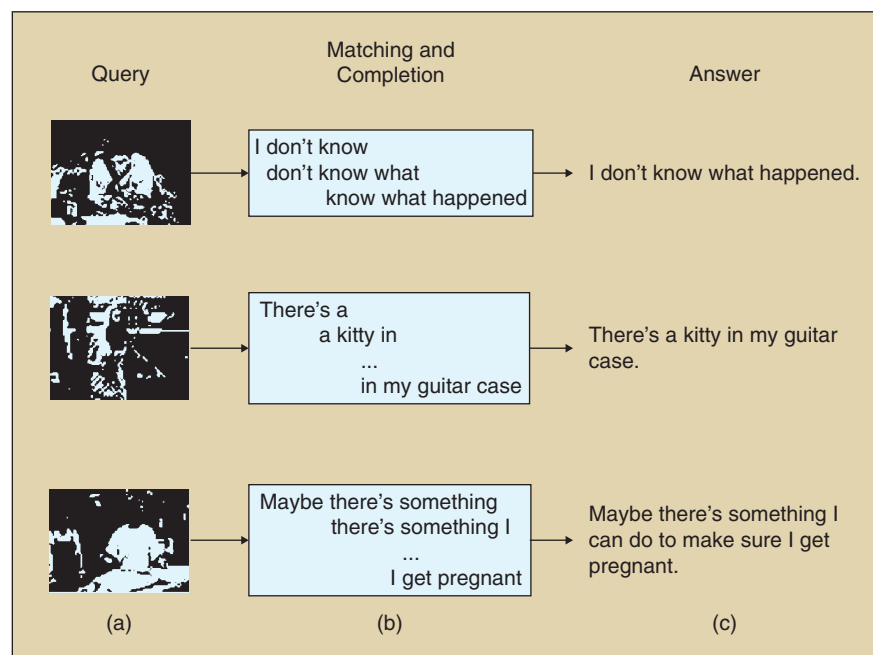 Query
Matching and
Completion
Answer
I don't know
don't know what
know what happened
I don't know what happened.
There's a
a kitty in
...
in my guitar case
There's a kitty in my guitar
case.
Maybe there's something
there's something I
...
I get pregnant
Maybe there's something I
can do to make sure I get
pregnant.
(a)
(b)
(c)